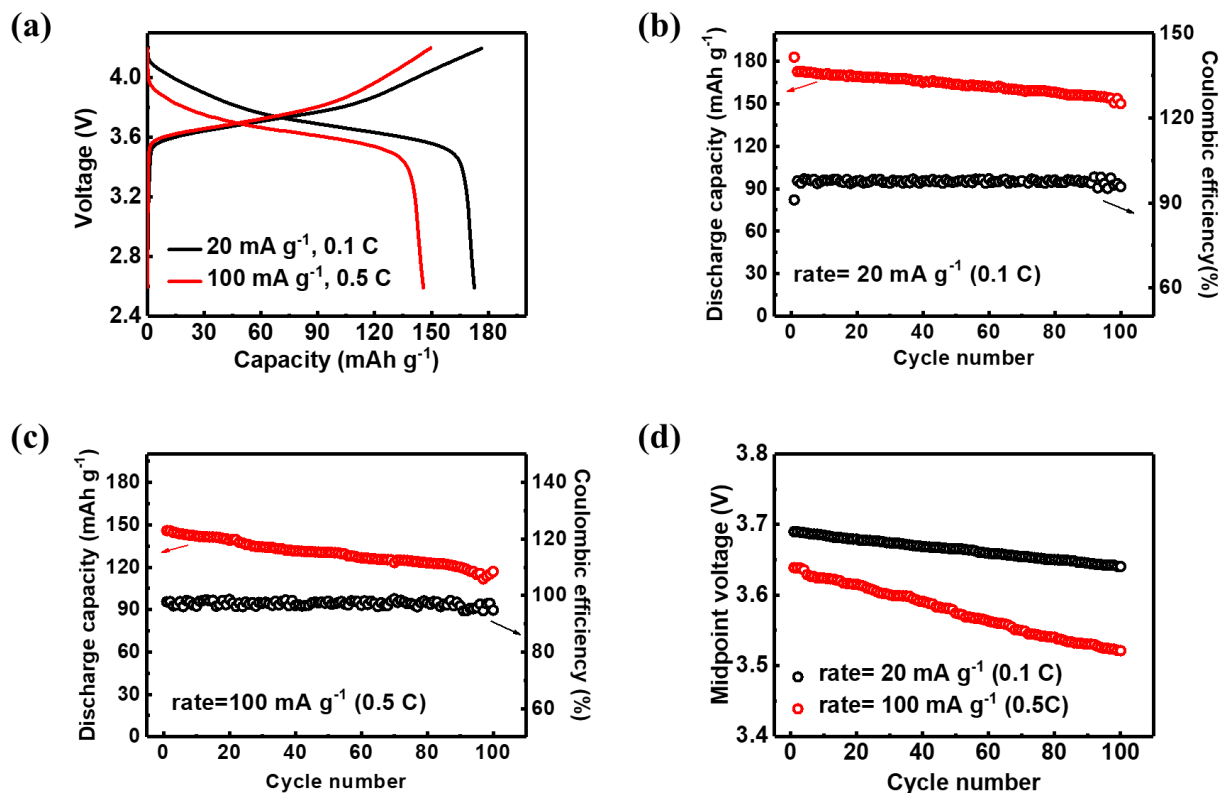 (a)
Voltage (V)
4.0
3.6
3.2
2.8
2.4
20 mA g⁻¹, 0.1 C
100 mA g⁻¹, 0.5 C
0 30 60 90 120 150 180
Capacity (mAh g⁻¹)
(b)
Discharge capacity (mAh g⁻¹)
180
150
120
90
60
30
0
rate= 20 mA g⁻¹ (0.1 C)
0 20 40 60 80 100
Cycle number
150
120
90
60
Coulombic efficiency(%)
(c)
Discharge capacity (mAh g⁻¹)
180
150
120
90
60
30
0
rate=100 mA g⁻¹ (0.5 C)
0 20 40 60 80 100
Cycle number
140
120
100
80
60
Coulombic efficiency (%)
(d)
Midpoint voltage (V)
3.8
3.7
3.6
3.5
3.4
rate= 20 mA g⁻¹ (0.1 C)
rate= 100 mA g⁻¹ (0.5C)
0 20 40 60 80 100
Cycle number